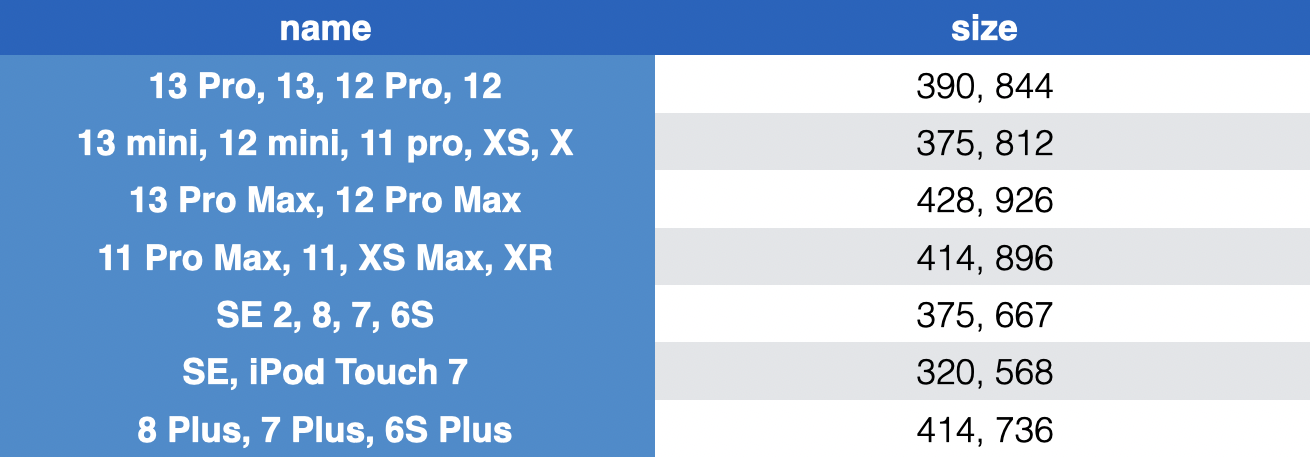 name size
13 Pro, 13, 12 Pro, 12 390, 844
13 mini, 12 mini, 11 pro, XS, X 375, 812
13 Pro Max, 12 Pro Max 428, 926
11 Pro Max, 11, XS Max, XR 414, 896
SE 2, 8, 7, 6S 375, 667
SE, iPod Touch 7 320, 568
8 Plus, 7 Plus, 6S Plus 414, 736